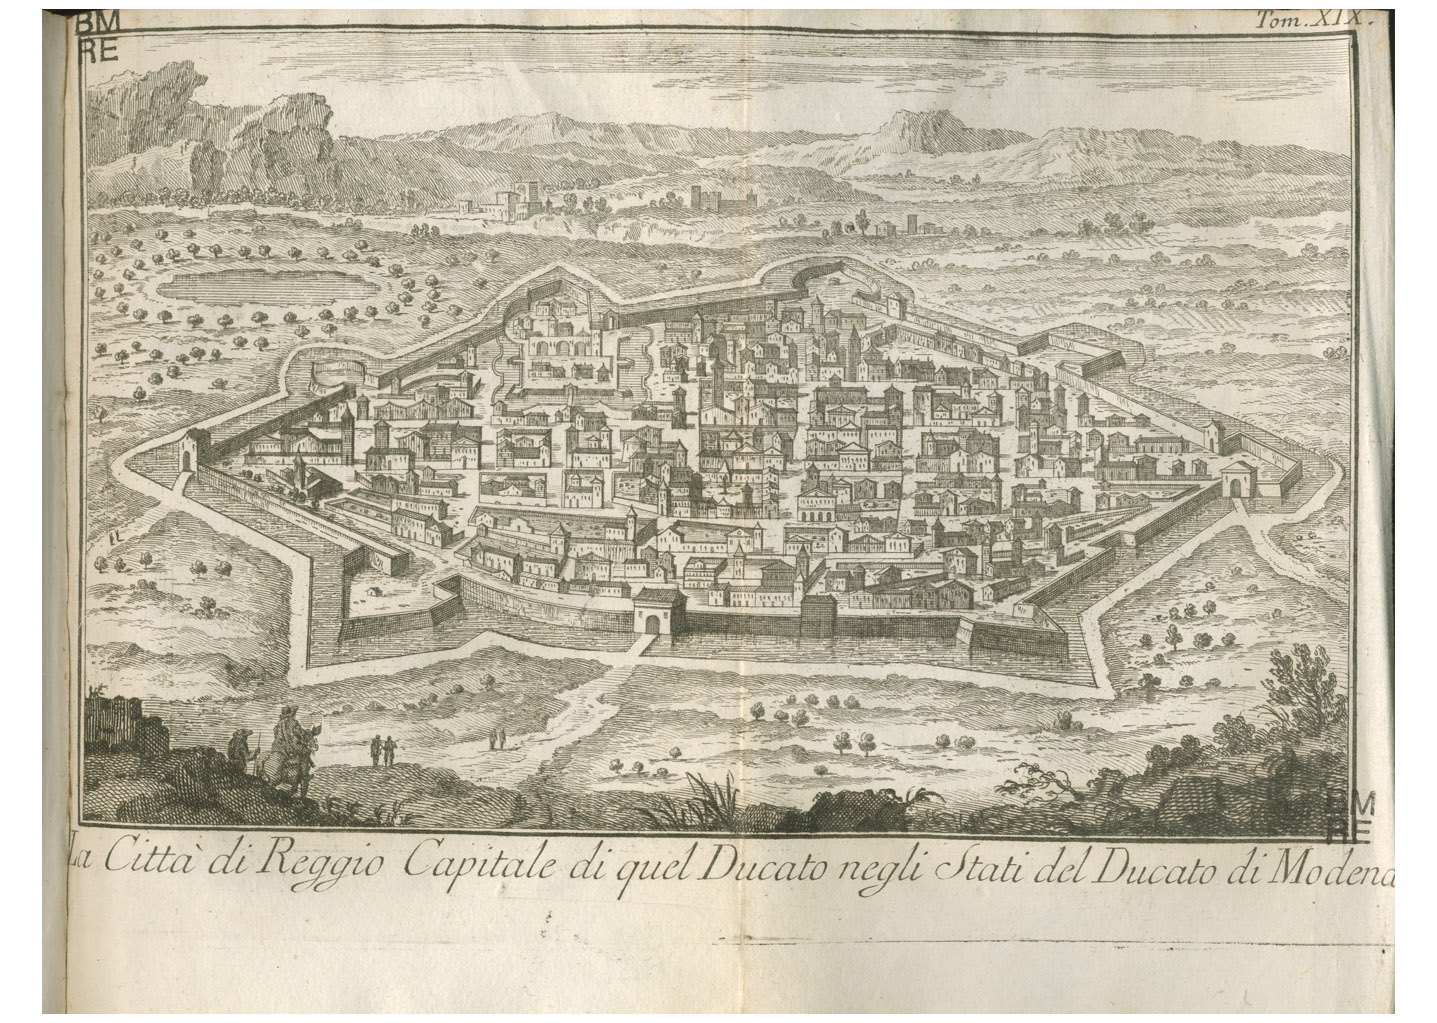 BM
RE
Tom. XIX.
BM
RE
La Città di Reggio Capitale di quel Ducato negli Stati del Ducato di Modena